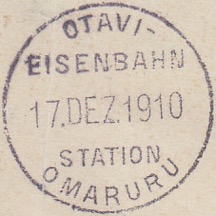 OTAVI-
EISENBAHN
17.DEZ.1910
STATION
OMARURU